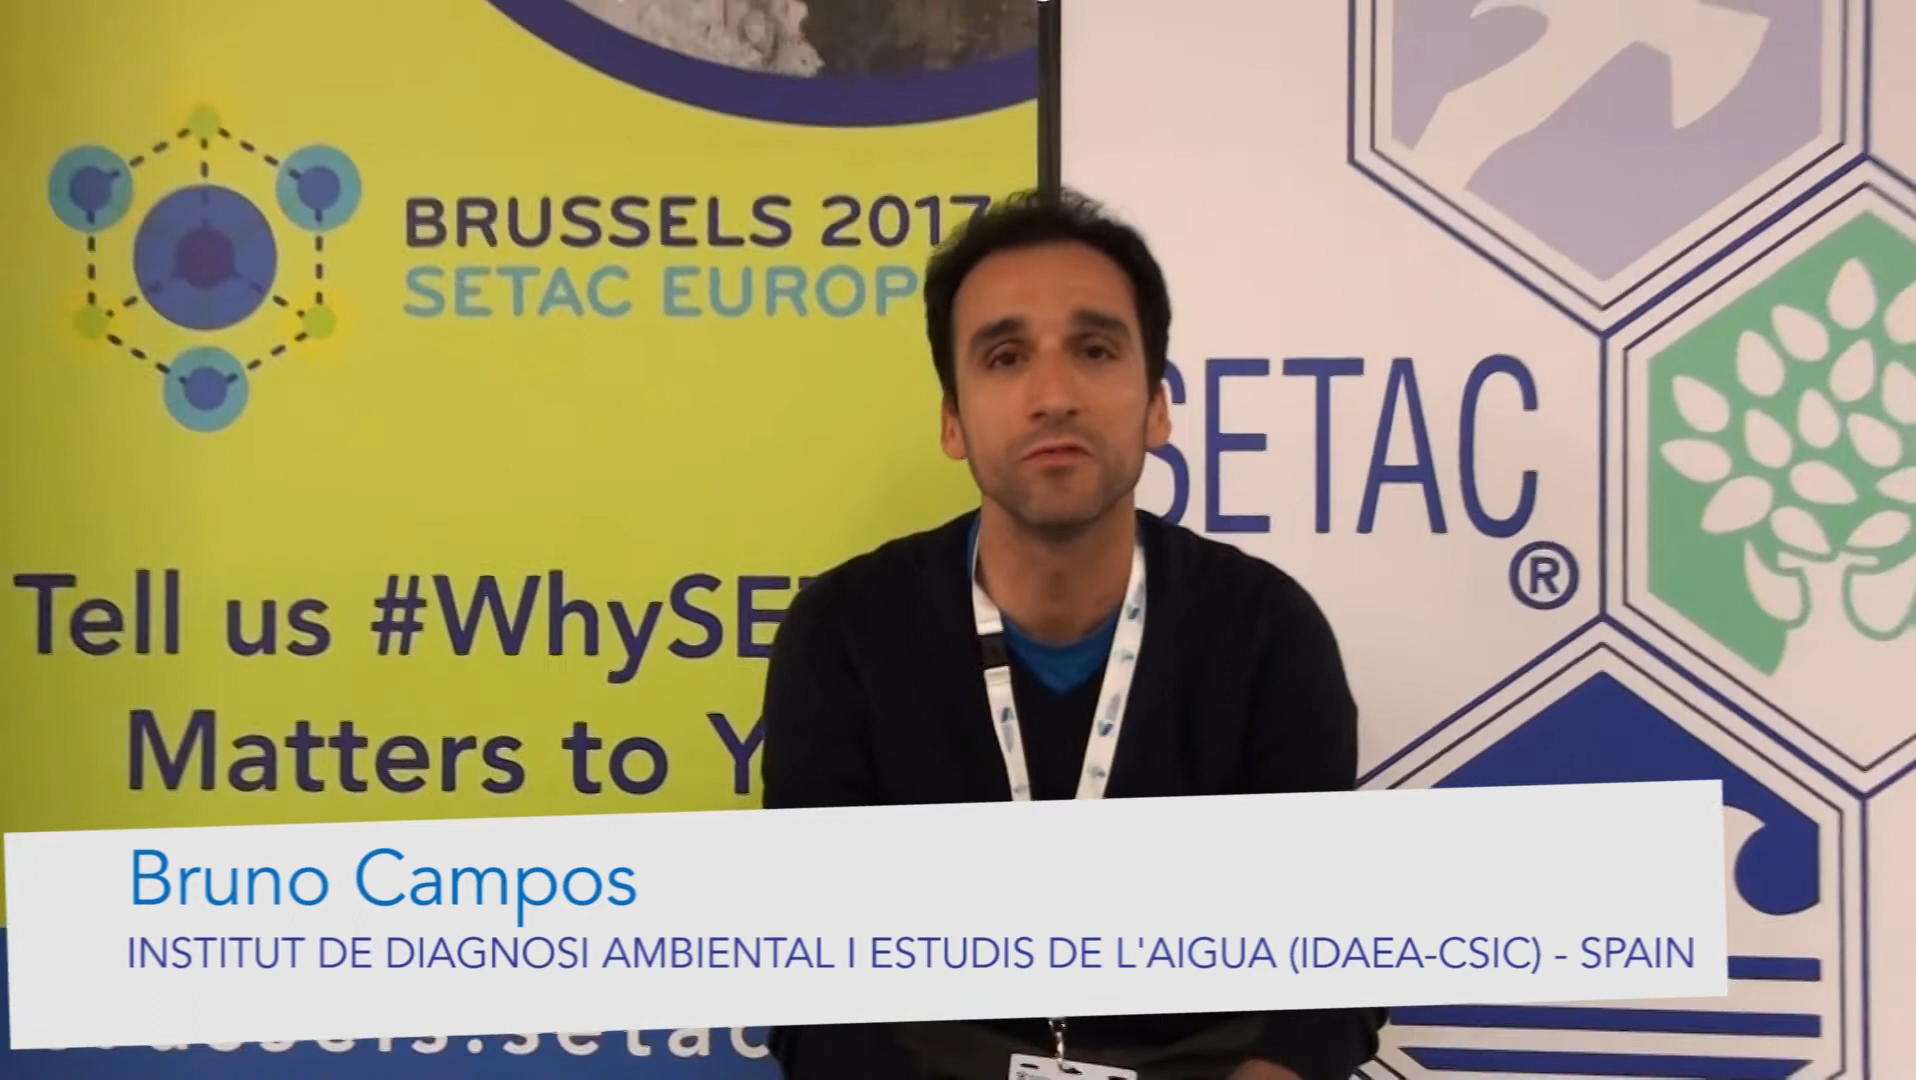 BRUSSELS 2017
SETAC EUROP
SETAC
®
Tell us #WhySE
Matters to Y
Bruno Campos
INSTITUT DE DIAGNOSI AMBIENTAL I ESTUDIS DE L'AIGUA (IDAEA-CSIC) - SPAIN